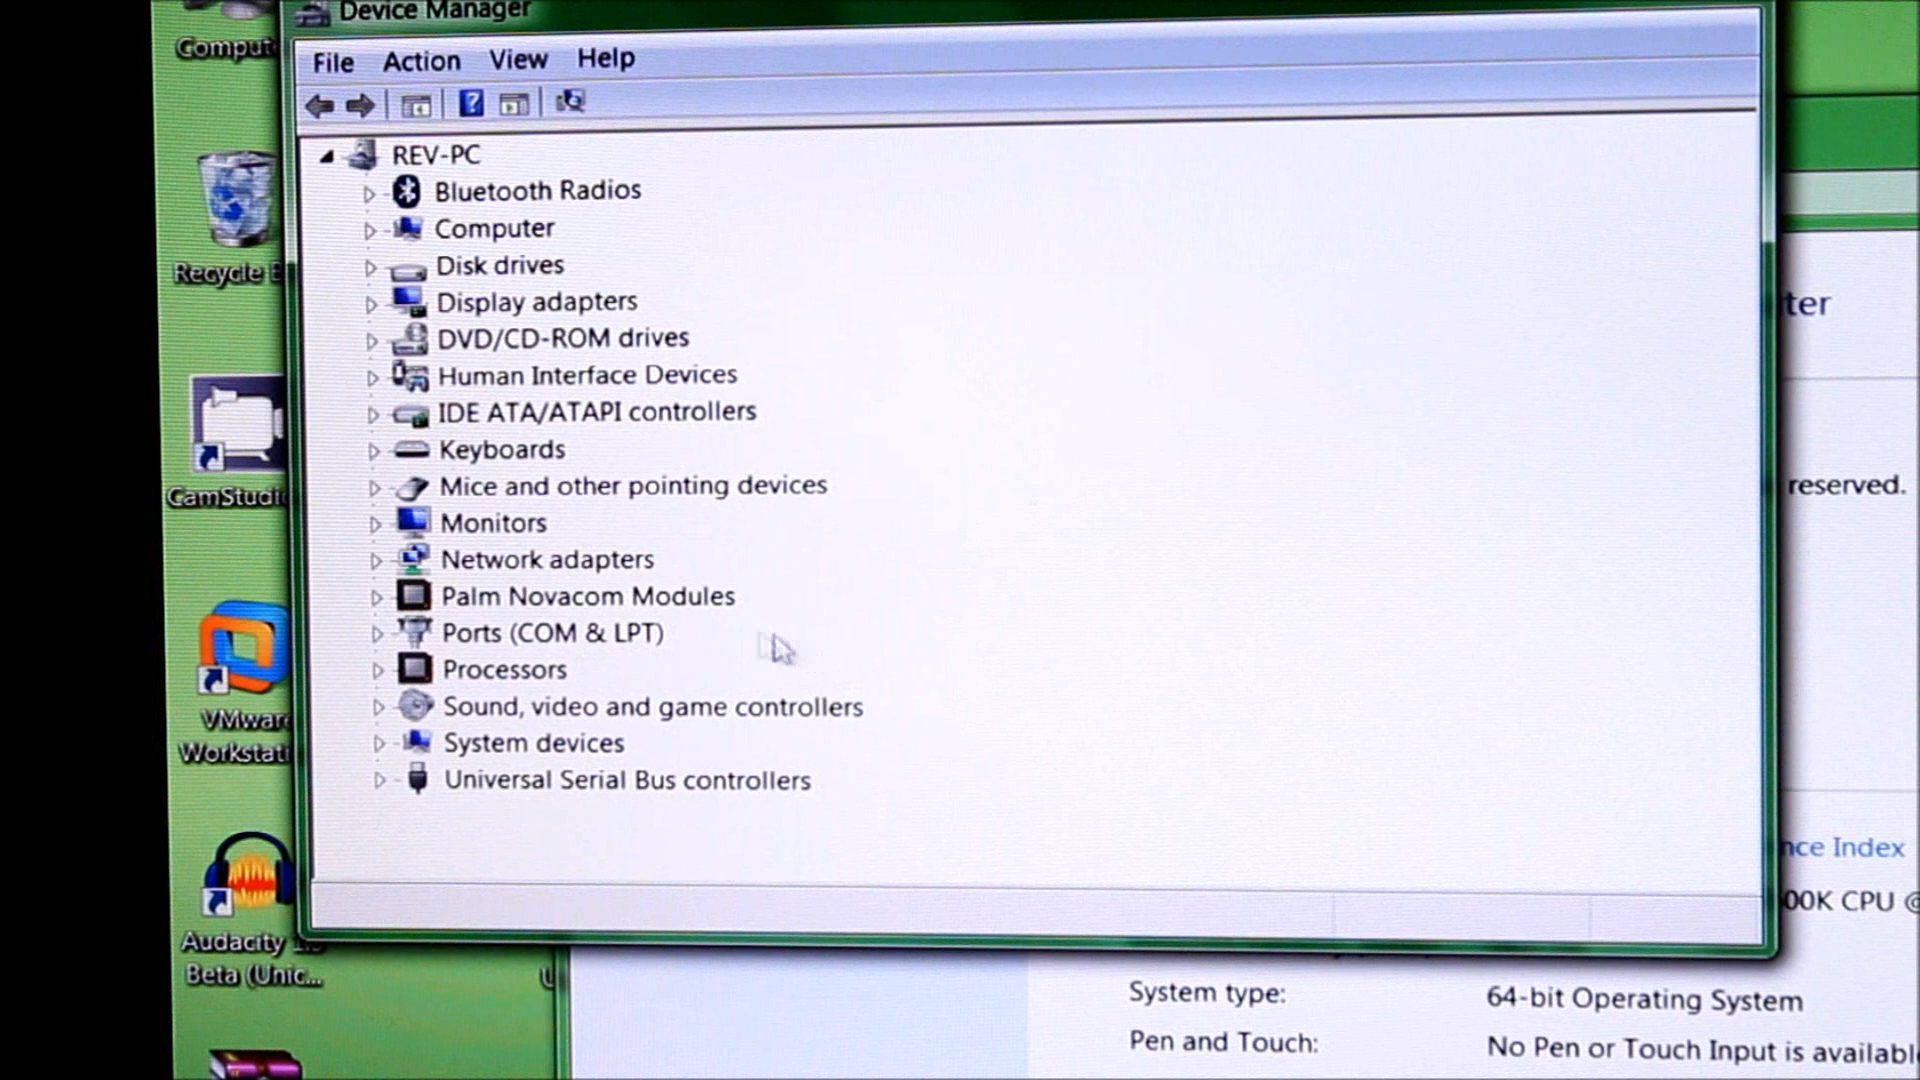 Device Manager
File Action View Help
REV-PC
Bluetooth Radios
Computer
Disk drives
Display adapters
DVD/CD-ROM drives
Human Interface Devices
IDE ATA/ATAPI controllers
Keyboards
Mice and other pointing devices
Monitors
Network adapters
Palm Novacom Modules
Ports (COM & LPT)
Processors
Sound, video and game controllers
System devices
Universal Serial Bus controllers
Comput
Recycle B
CamStudi
VMwar
Workstati
Audacity
Beta (Unic...
ter
reserved.
nce Index
00K CPU @
System type: 64-bit Operating System
Pen and Touch: No Pen or Touch Input is availabl